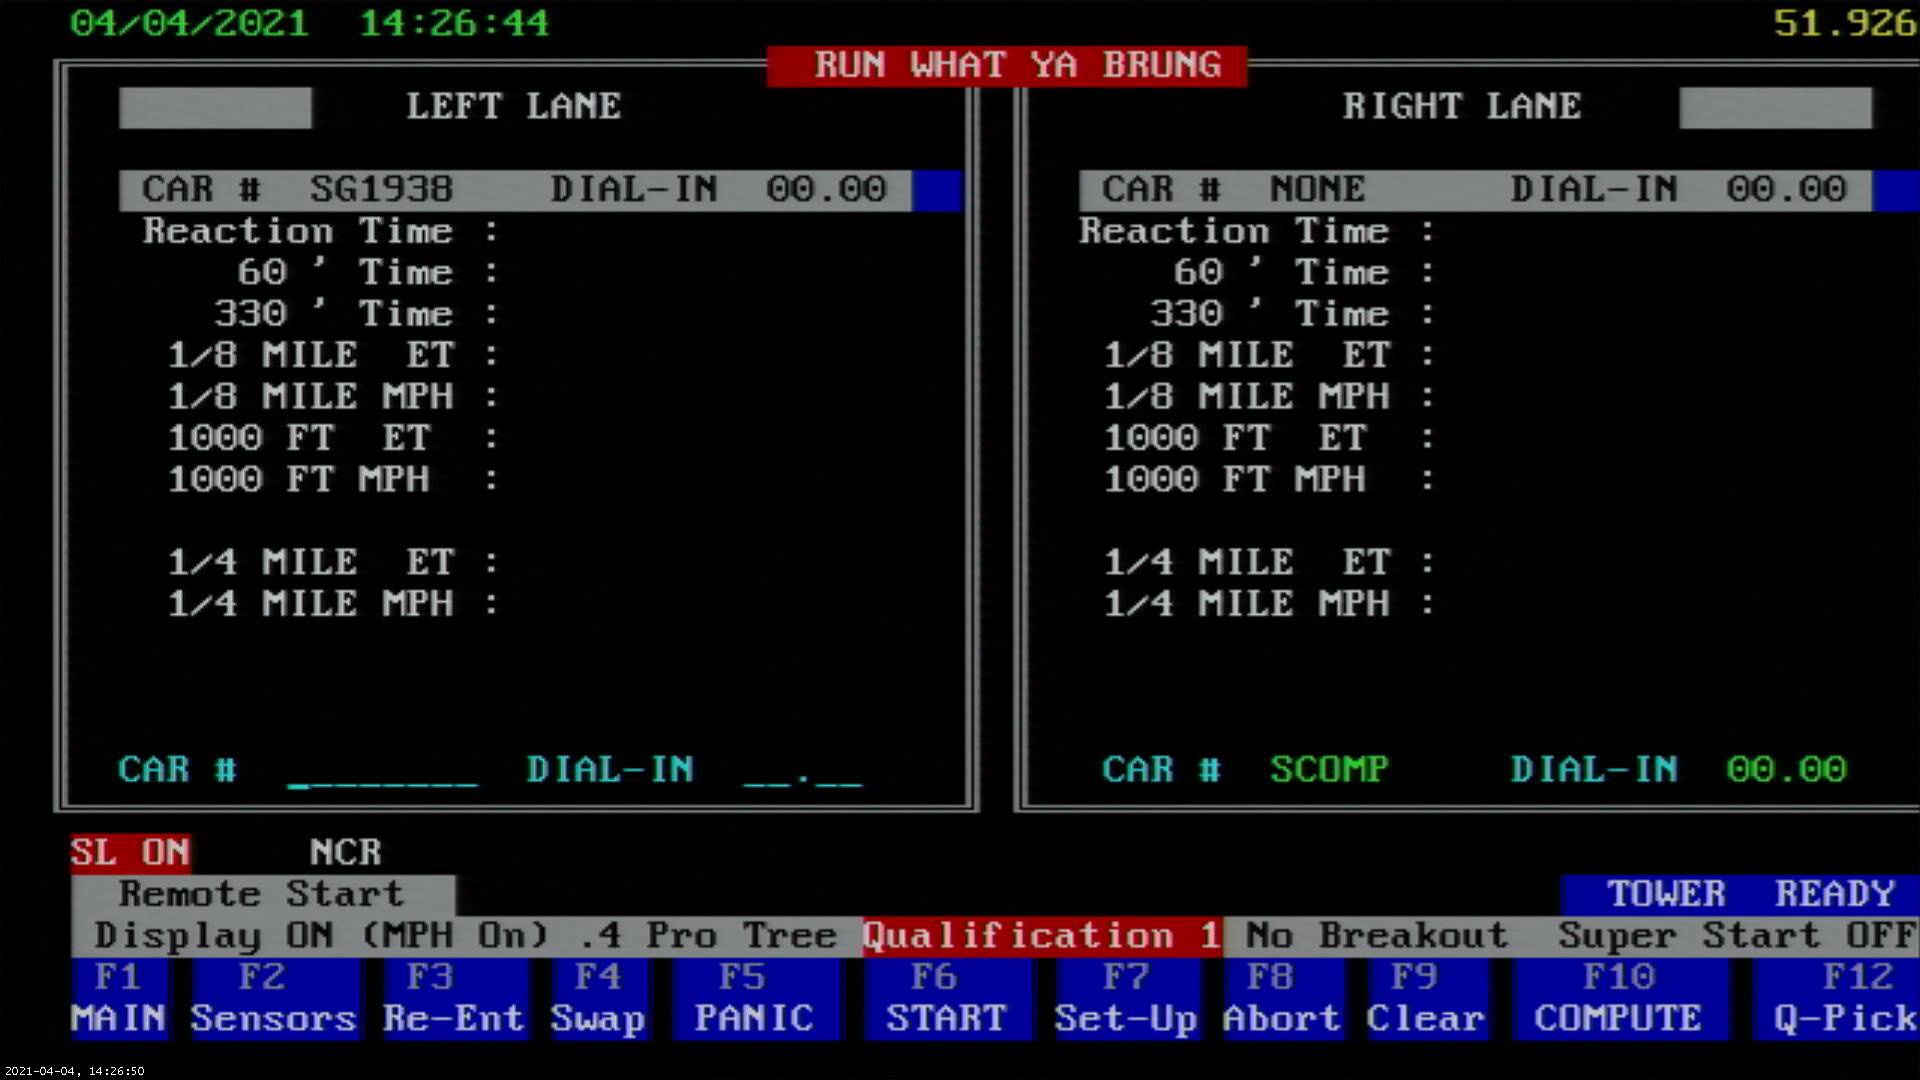 04/04/2021 14:26:44 51.926
RUN WHAT YA BRUNG
LEFT LANE
CAR # SG1938 DIAL-IN 00.00
Reaction Time :
60 ' Time :
330 ' Time :
1/8 MILE ET :
1/8 MILE MPH :
1000 FT ET :
1000 FT MPH :
1/4 MILE ET :
1/4 MILE MPH :
CAR # ________ DIAL-IN __.__
RIGHT LANE
CAR # NONE DIAL-IN 00.00
Reaction Time :
60 ' Time :
330 ' Time :
1/8 MILE ET :
1/8 MILE MPH :
1000 FT ET :
1000 FT MPH :
1/4 MILE ET :
1/4 MILE MPH :
CAR # SCOMP DIAL-IN 00.00
SL ON NCR
Remote Start TOWER READY
Display ON (MPH On) .4 Pro Tree Qualification 1 No Breakout Super Start OFF
F1 F2 F3 F4 F5 F6 F7 F8 F9 F10 F12
MAIN Sensors Re-Ent Swap PANIC START Set-Up Abort Clear COMPUTE Q-Pick
2021-04-04, 14:26:50